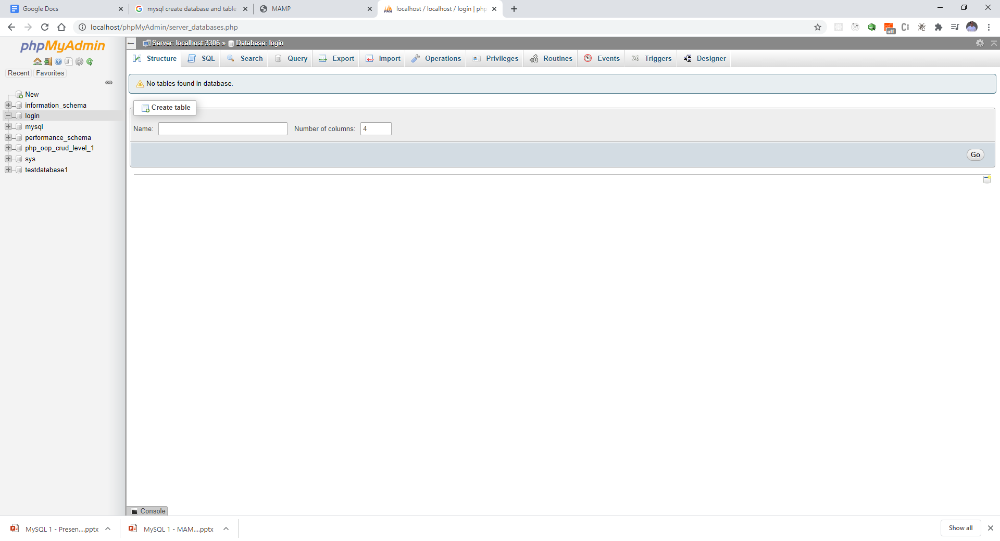 Google Docs
mysql create database and table
MAMP
localhost / localhost / login | php
localhost/phpMyAdmin/server_databases.php
off
phpMyAdmin
Server: localhost:3306 » Database: login
Structure
SQL
Search
Query
Export
Import
Operations
Privileges
Routines
Events
Triggers
Designer
Recent
Favorites
New
information_schema
login
mysql
performance_schema
php_oop_crud_level_1
sys
testdatabase1
No tables found in database.
Create table
Name:
Number of columns: 4
Go
Console
MySQL 1 - Presen....pptx
MySQL 1 - MAM....pptx
Show all